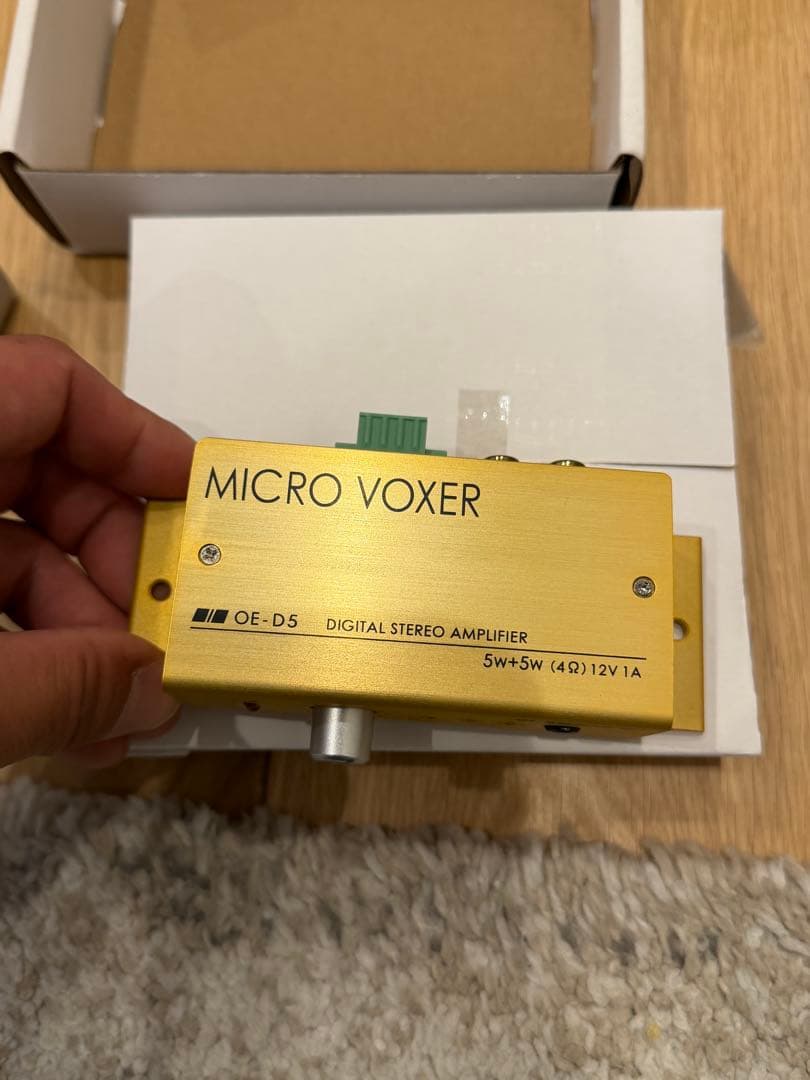 MICRO VOXER
OE-D5 DIGITAL STEREO AMPLIFIER
5W+5W (4Ω) 12V 1A